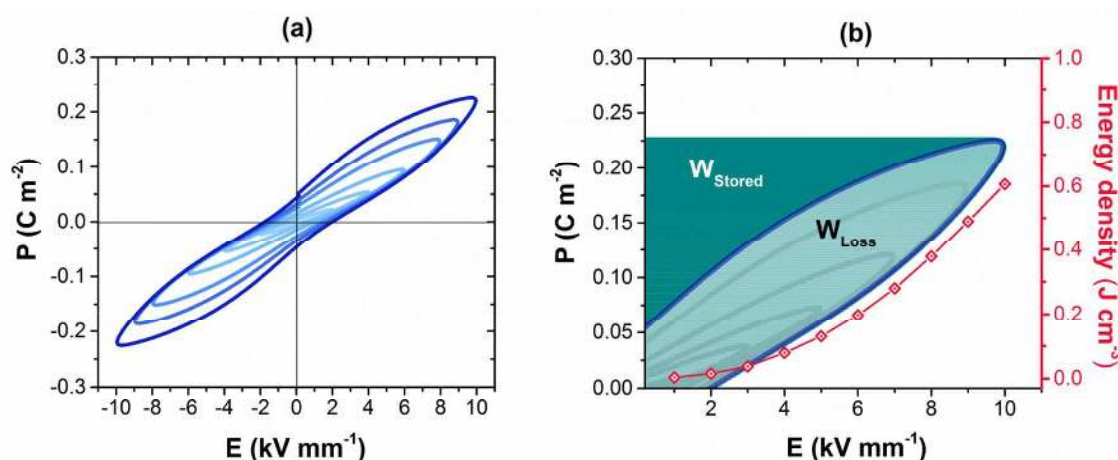 (a)
P (C m⁻²)
0.3
0.2
0.1
0.0
-0.1
-0.2
-0.3
-10 -8 -6 -4 -2 0 2 4 6 8 10
E (kV mm⁻¹)
(b)
P (C m⁻²)
0.30
0.25
0.20
0.15
0.10
0.05
0.00
W Stored
W Loss
2 4 6 8 10
E (kV mm⁻¹)
1.0
0.8
0.6
0.4
0.2
0.0
Energy density (J cm⁻³)